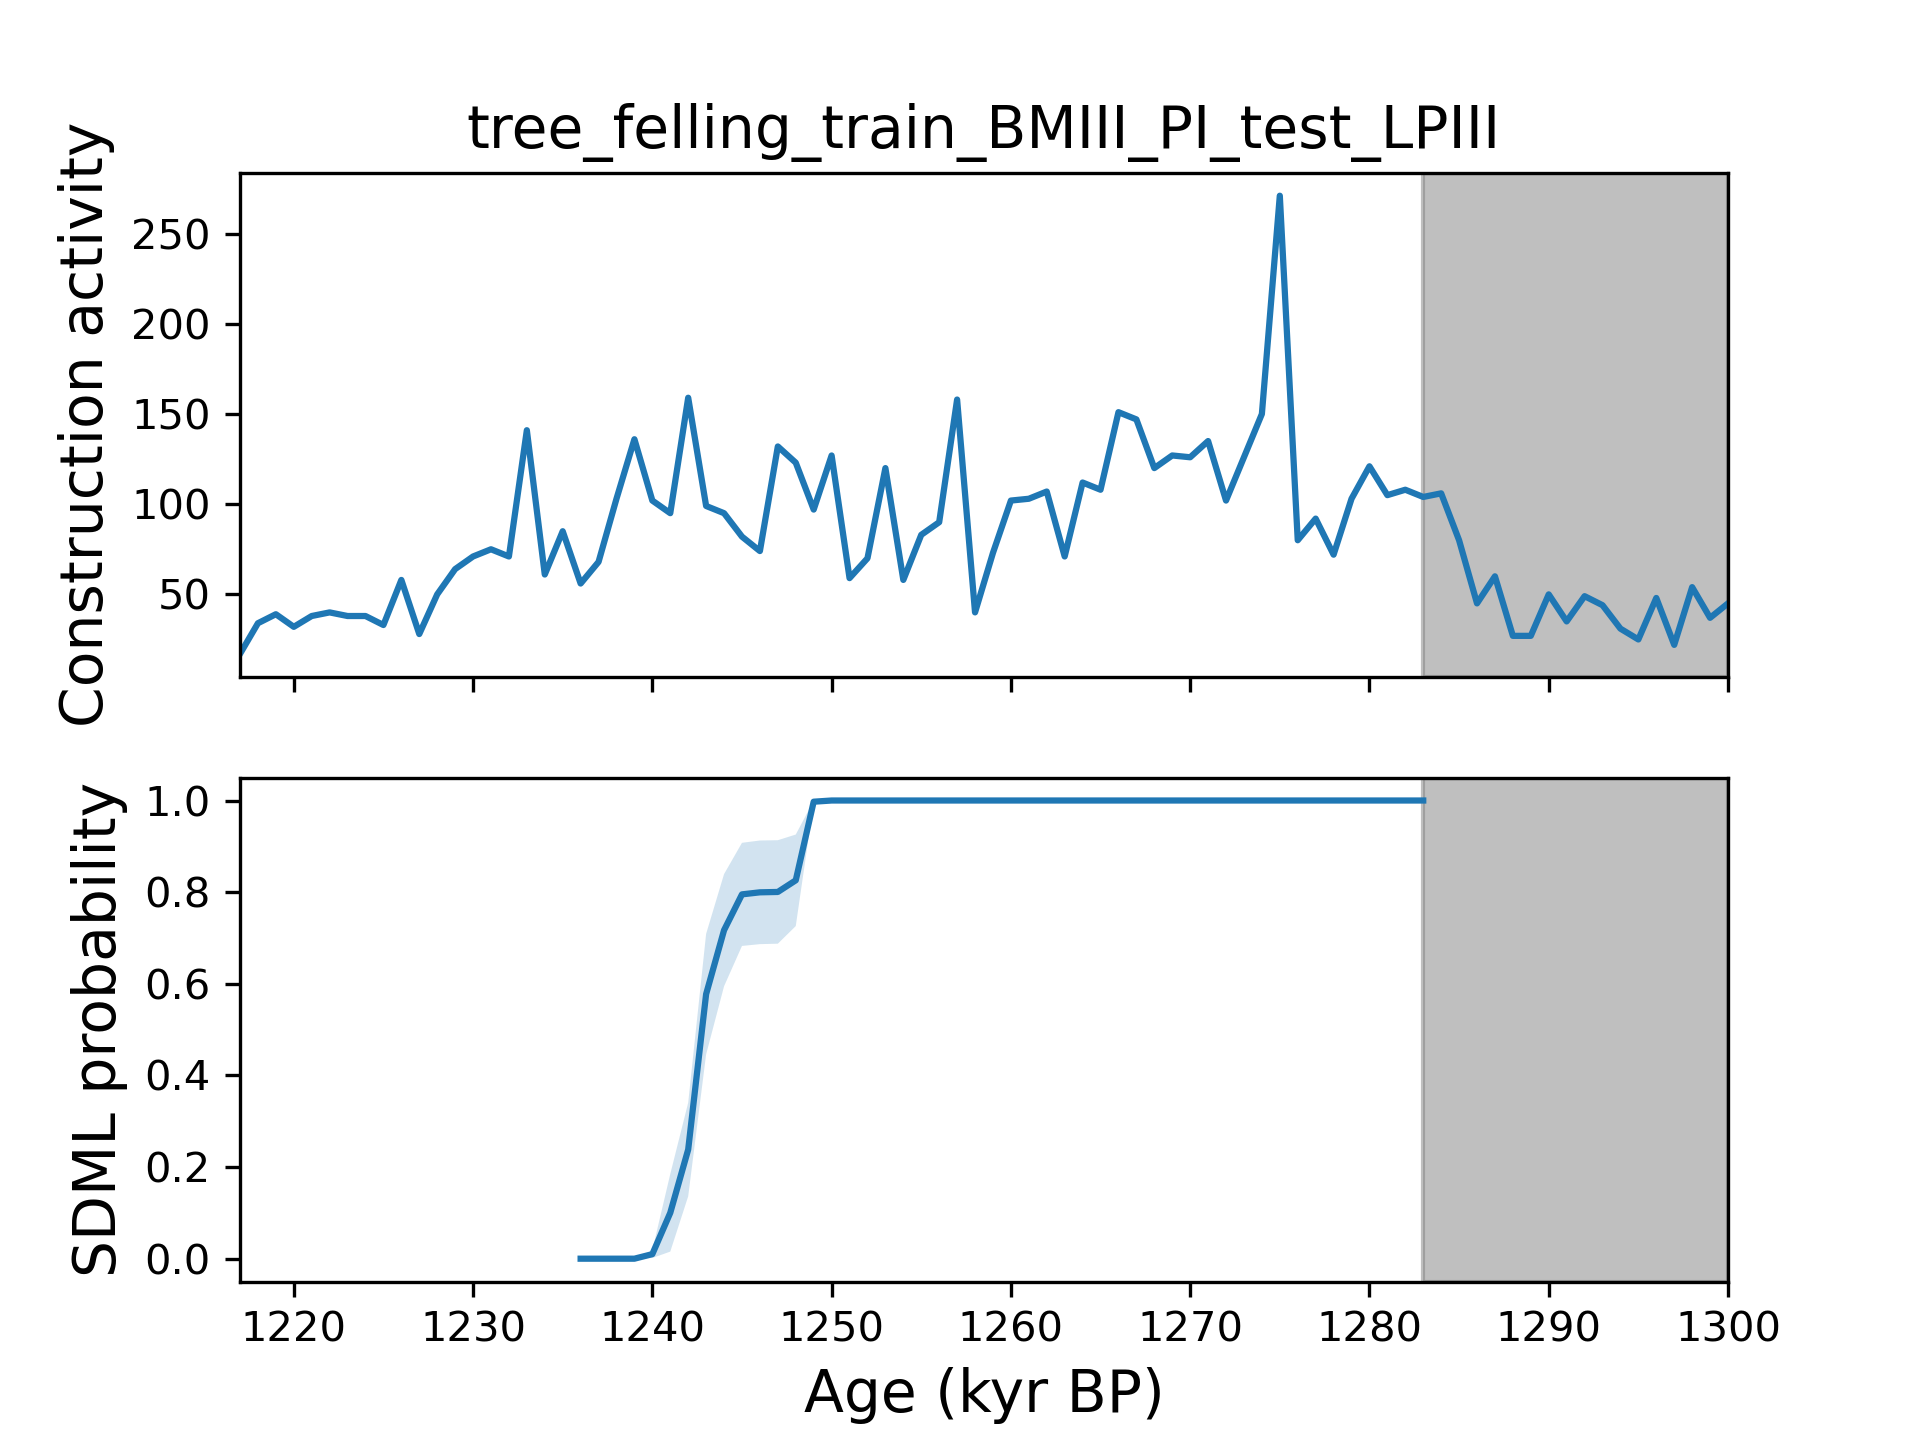 tree_felling_train_BMIII_PI_test_LPIII
Construction activity
250
200
150
100
50
SDML probability
1.0
0.8
0.6
0.4
0.2
0.0
1220 1230 1240 1250 1260 1270 1280 1290 1300
Age (kyr BP)